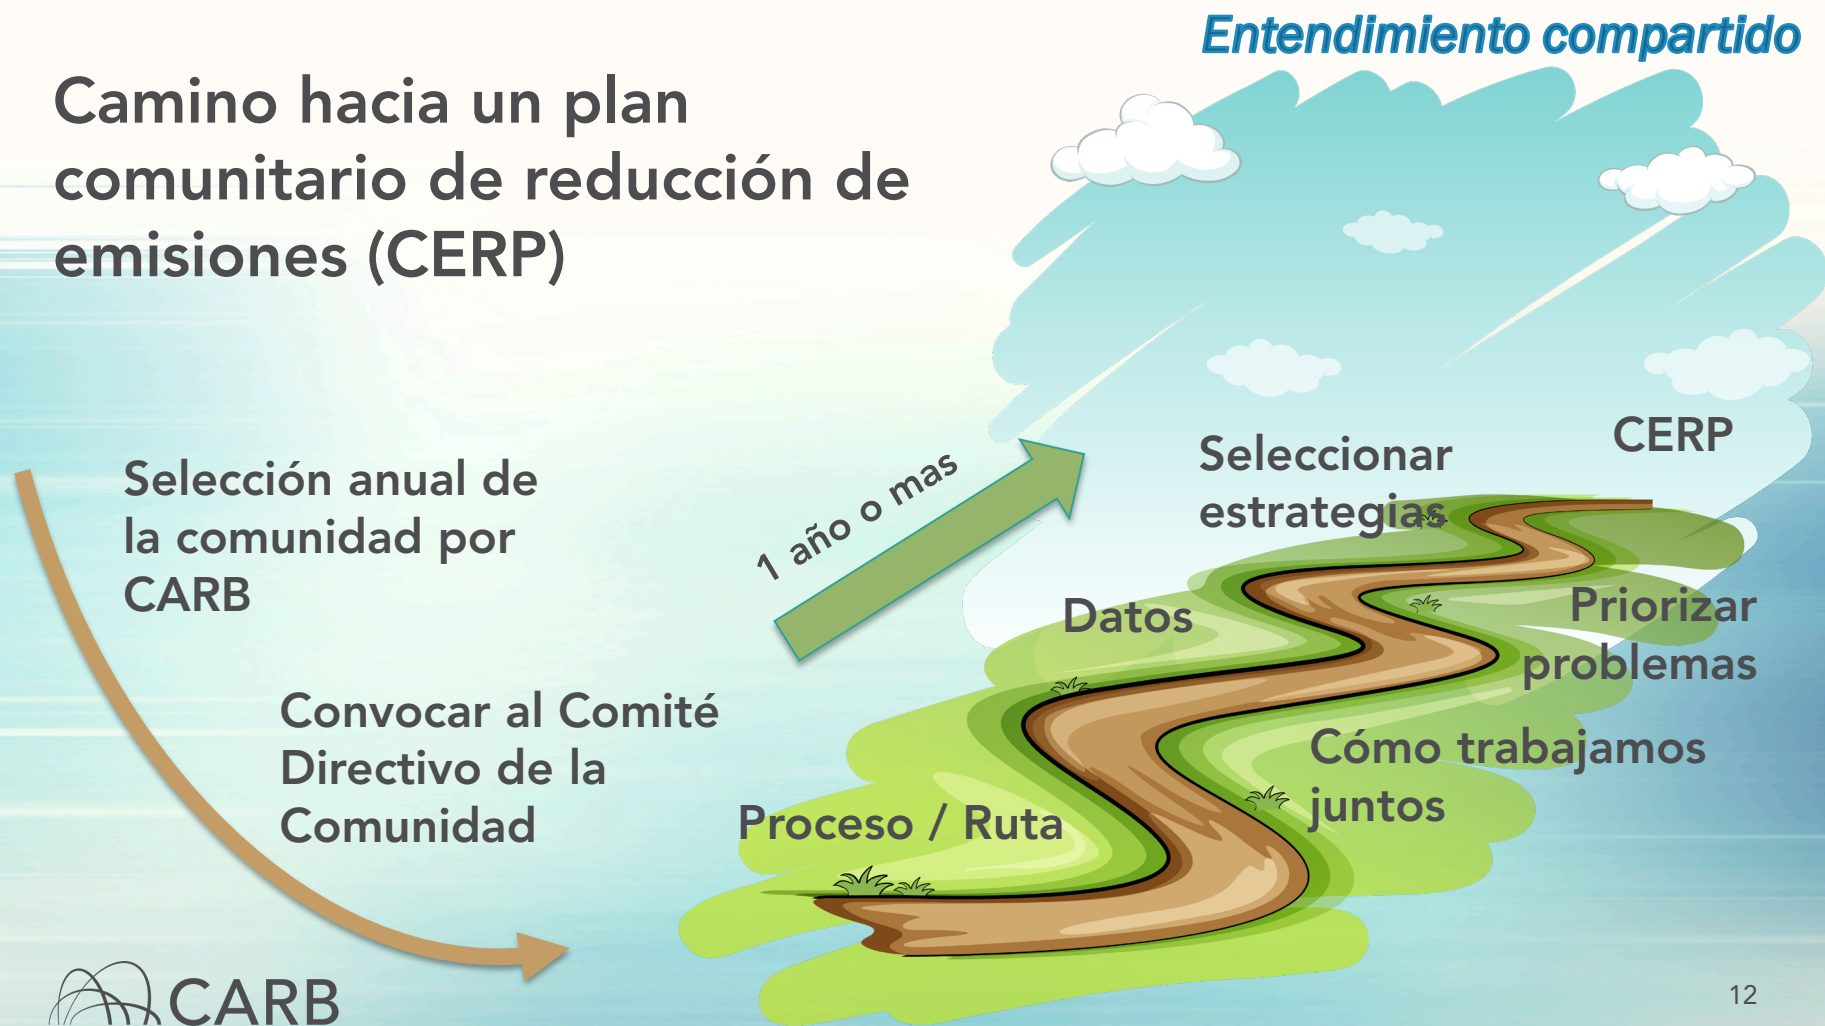 Entendimiento compartido
Camino hacia un plan
comunitario de reducción de
emisiones (CERP)
Selección anual de
la comunidad por
CARB
Convocar al Comité
Directivo de la
Comunidad
1 año o mas
Proceso / Ruta
Cómo trabajamos
juntos
Datos
Priorizar
problemas
Seleccionar
estrategias
CERP
CARB
12